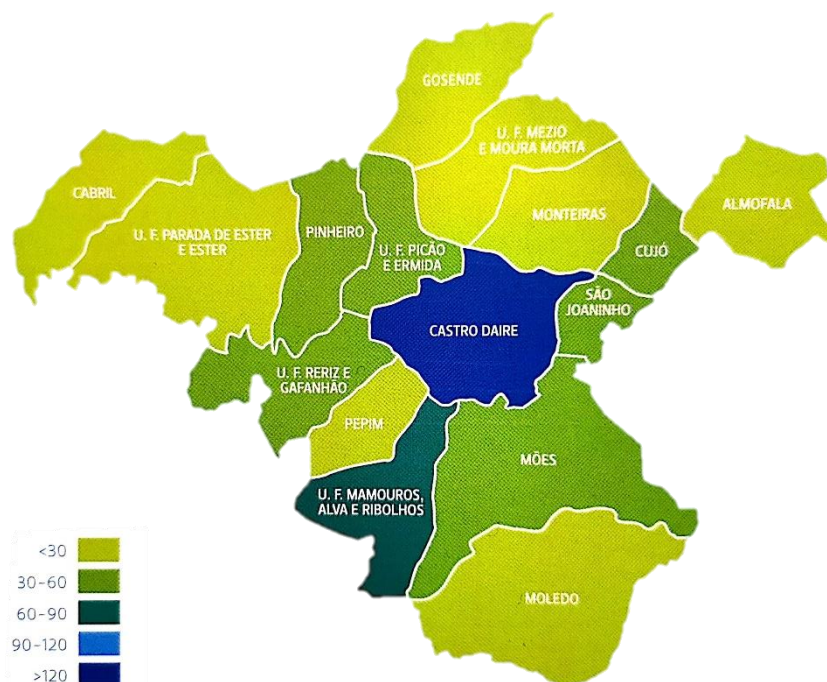 GOSENDE
U. F. MEZIO
E MOURA MORTA
CABRIL
ALMOFALA
U. F. PARADA DE ESTER
E ESTER
PINHEIRO
MONTEIRAS
U. F. PICÃO
E ERMIDA
CUJÓ
SÃO
JOANINHO
CASTRO DAIRE
U. F. RERIZ E
GAFANHÃO
PEPIM
MÕES
U. F. MAMOUROS,
ALVA E RIBOLHOS
MOLEDO
<30
30-60
60-90
90-120
>120